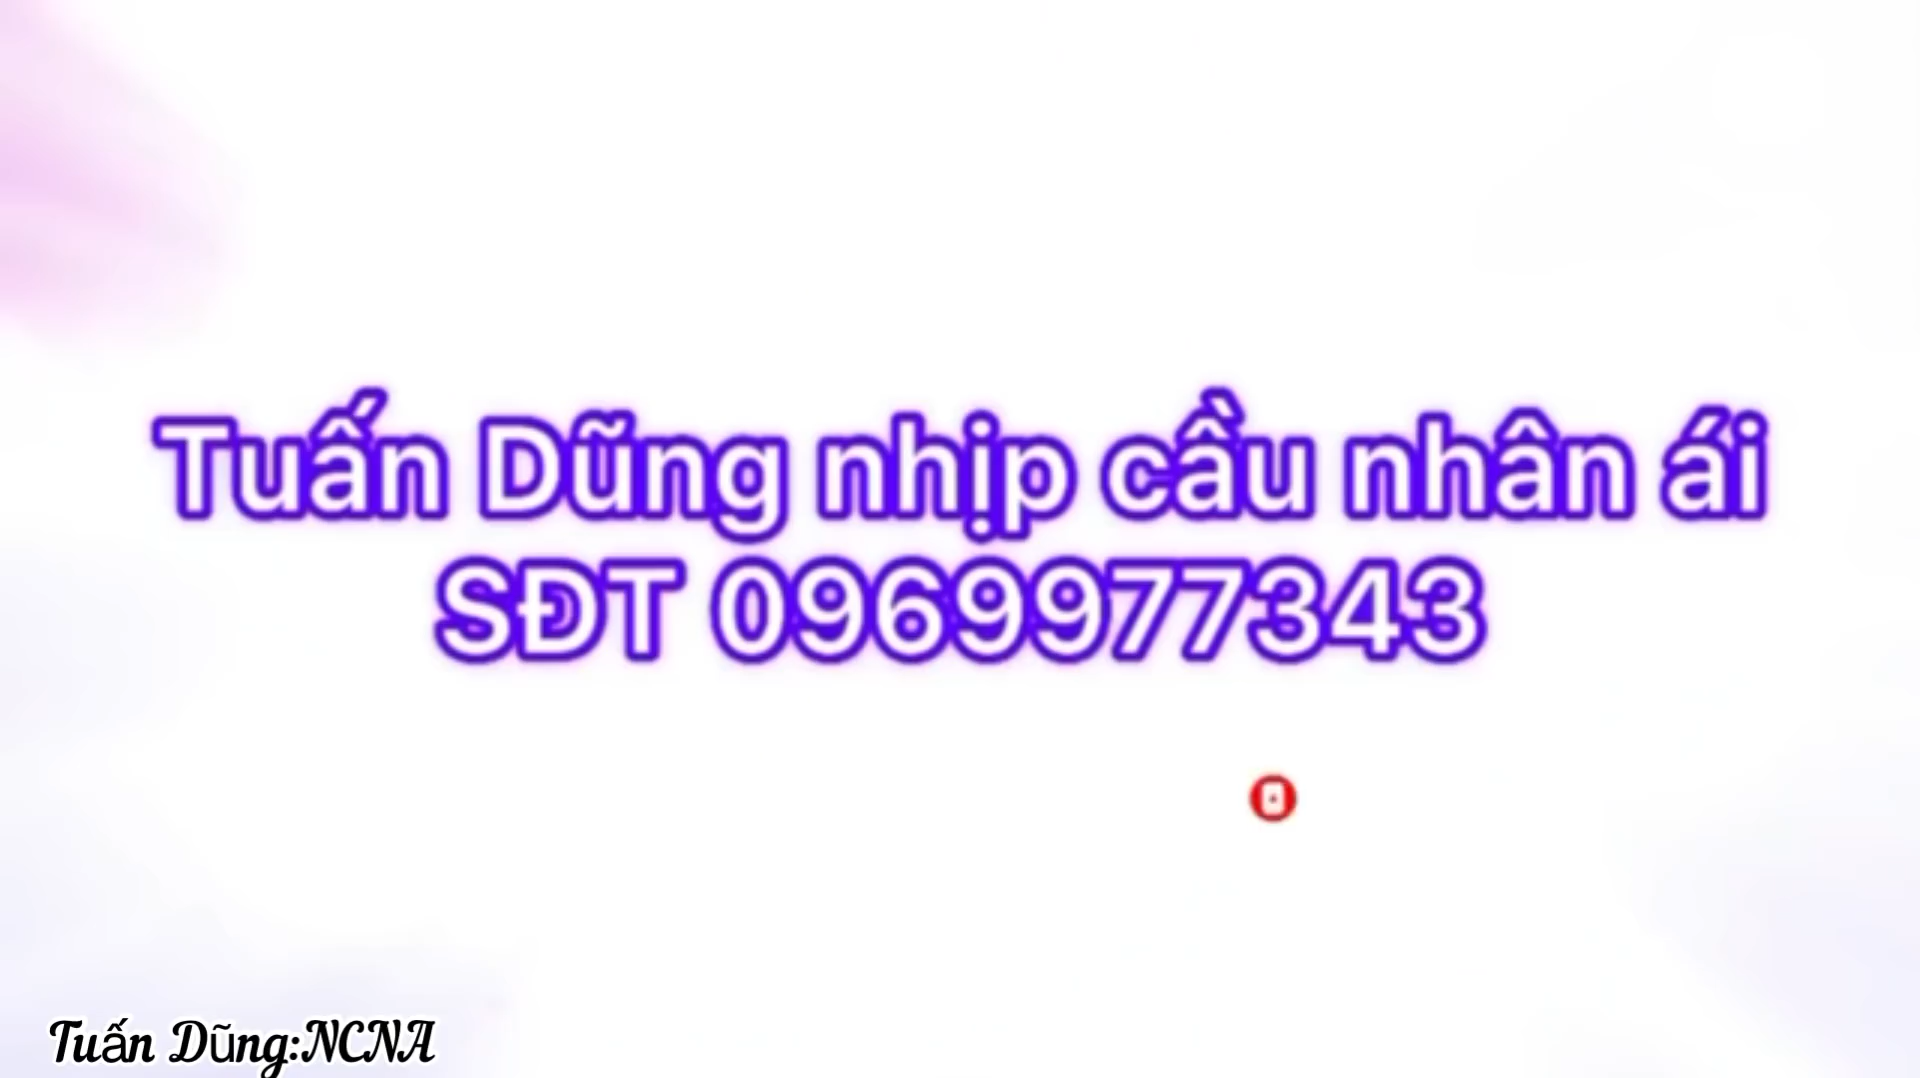 Tuấn Dũng nhịp cầu nhân ái
SĐT 0969977343
Tuấn Dũng:NCNA